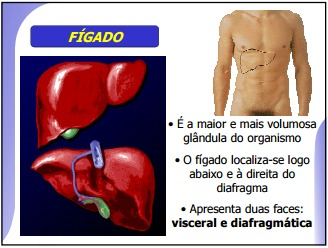 FÍGADO
• É a maior e mais volumosa
glândula do organismo
• O fígado localiza-se logo
abaixo e à direita do
diafragma
• Apresenta duas faces:
visceral e diafragmática